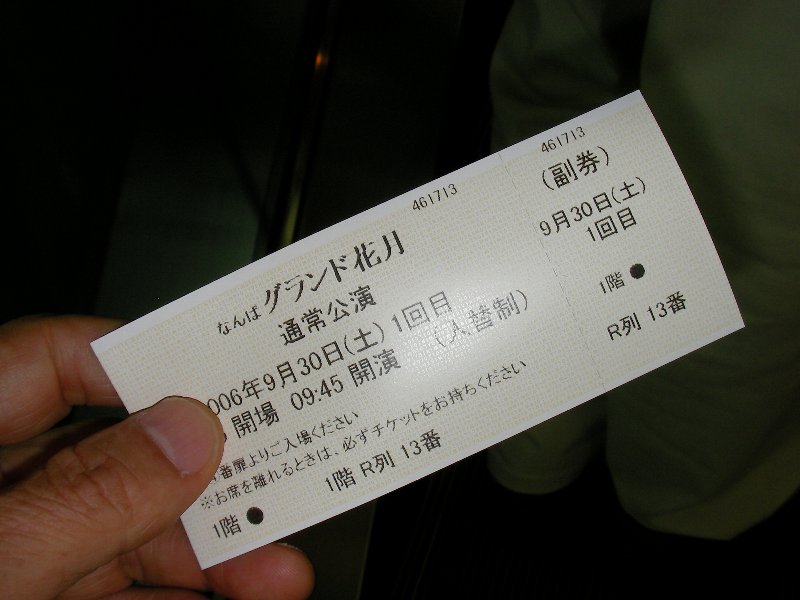 461713
なんば グランド花月
通常公演
006年9月30日(土) 1回目
開場 09:45 開演 (入替制)
番扉よりご入場ください
※お席を離れるときは、必ずチケットをお持ちください
1階 R列 13番
1階 ●
461713
(副券)
9月30日(土)
1回目
1階 ●
R列 13番